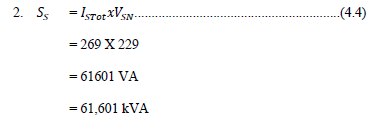 2. S_S = I_STot x V_SN ..................................................................(4.4)
= 269 X 229
= 61601 VA
= 61,601 kVA